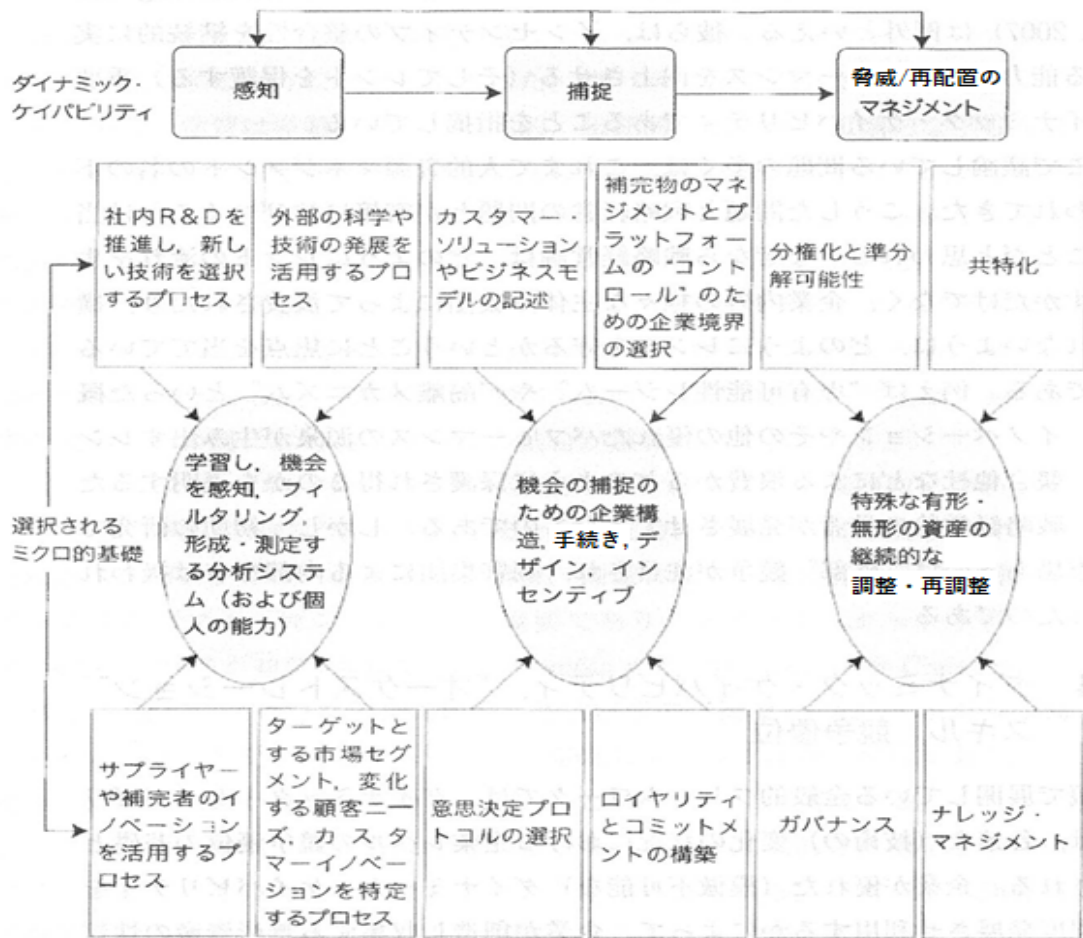 ダイナミック・
ケイパビリティ
感知
捕捉
脅威/再配置の
マネジメント
社内R&Dを
推進し，新し
い技術を選択
するプロセス
外部の科学や
技術の発展を
活用するプロ
セス
カスタマー・
ソリューション
やビジネスモ
デルの記述
補完物のマネ
ジメントとプ
ラットフォー
ムの“コント
ロール”のた
めの企業境界
の選択
分権化と準分
解可能性
共特化
選択される
ミクロ的基礎
学習し，機会
を感知，フィ
ルタリング，
形成・測定す
る分析システ
ム（および個
人の能力）
機会の捕捉の
ための企業構
造，手続き，デ
ザイン，イン
センティブ
特殊な有形・
無形の資産の
継続的な
調整・再調整
サプライヤー
や補完者のイ
ノベーション
を活用するプ
ロセス
ターゲットと
する市場セグ
メント，変化
する顧客ニー
ズ，カスタ
マーイノベー
ションを特定
するプロセス
意思決定プロ
トコルの選択
ロイヤリティ
とコミットメ
ントの構築
ガバナンス
ナレッジ・
マネジメント